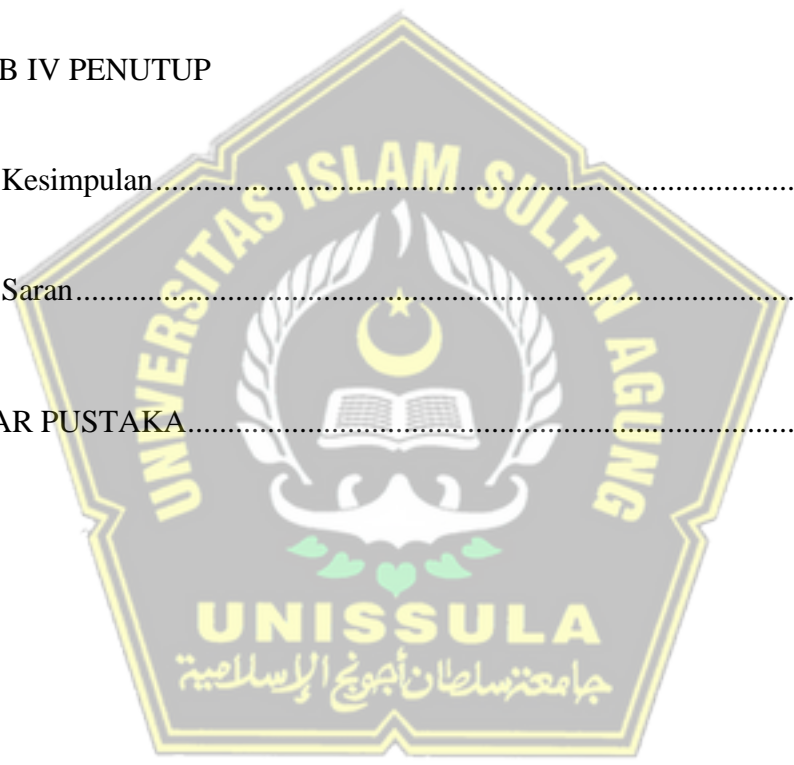 B IV PENUTUP
Kesimpulan
Saran
AR PUSTAKA
UNIVERSITAS ISLAM SULTAN AGUNG
UNISSULA
جامعة سلطان أجونج الإسلامية